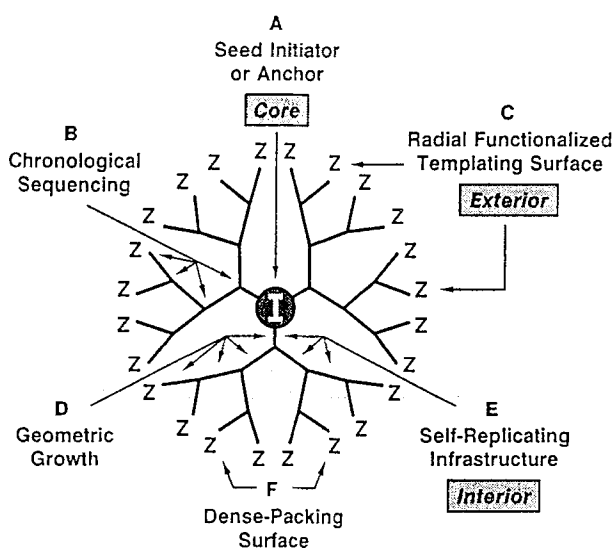 A
Seed Initiator
or Anchor
Core
B
Chronological
Sequencing
C
Radial Functionalized
Templating Surface
Exterior
Z Z
Z Z
Z Z
Z Z
Z Z
Z Z
I
Z Z
Z Z
Z Z
Z Z
Z Z
Z Z
D
Geometric
Growth
E
Self-Replicating
Infrastructure
Interior
F
Dense-Packing
Surface